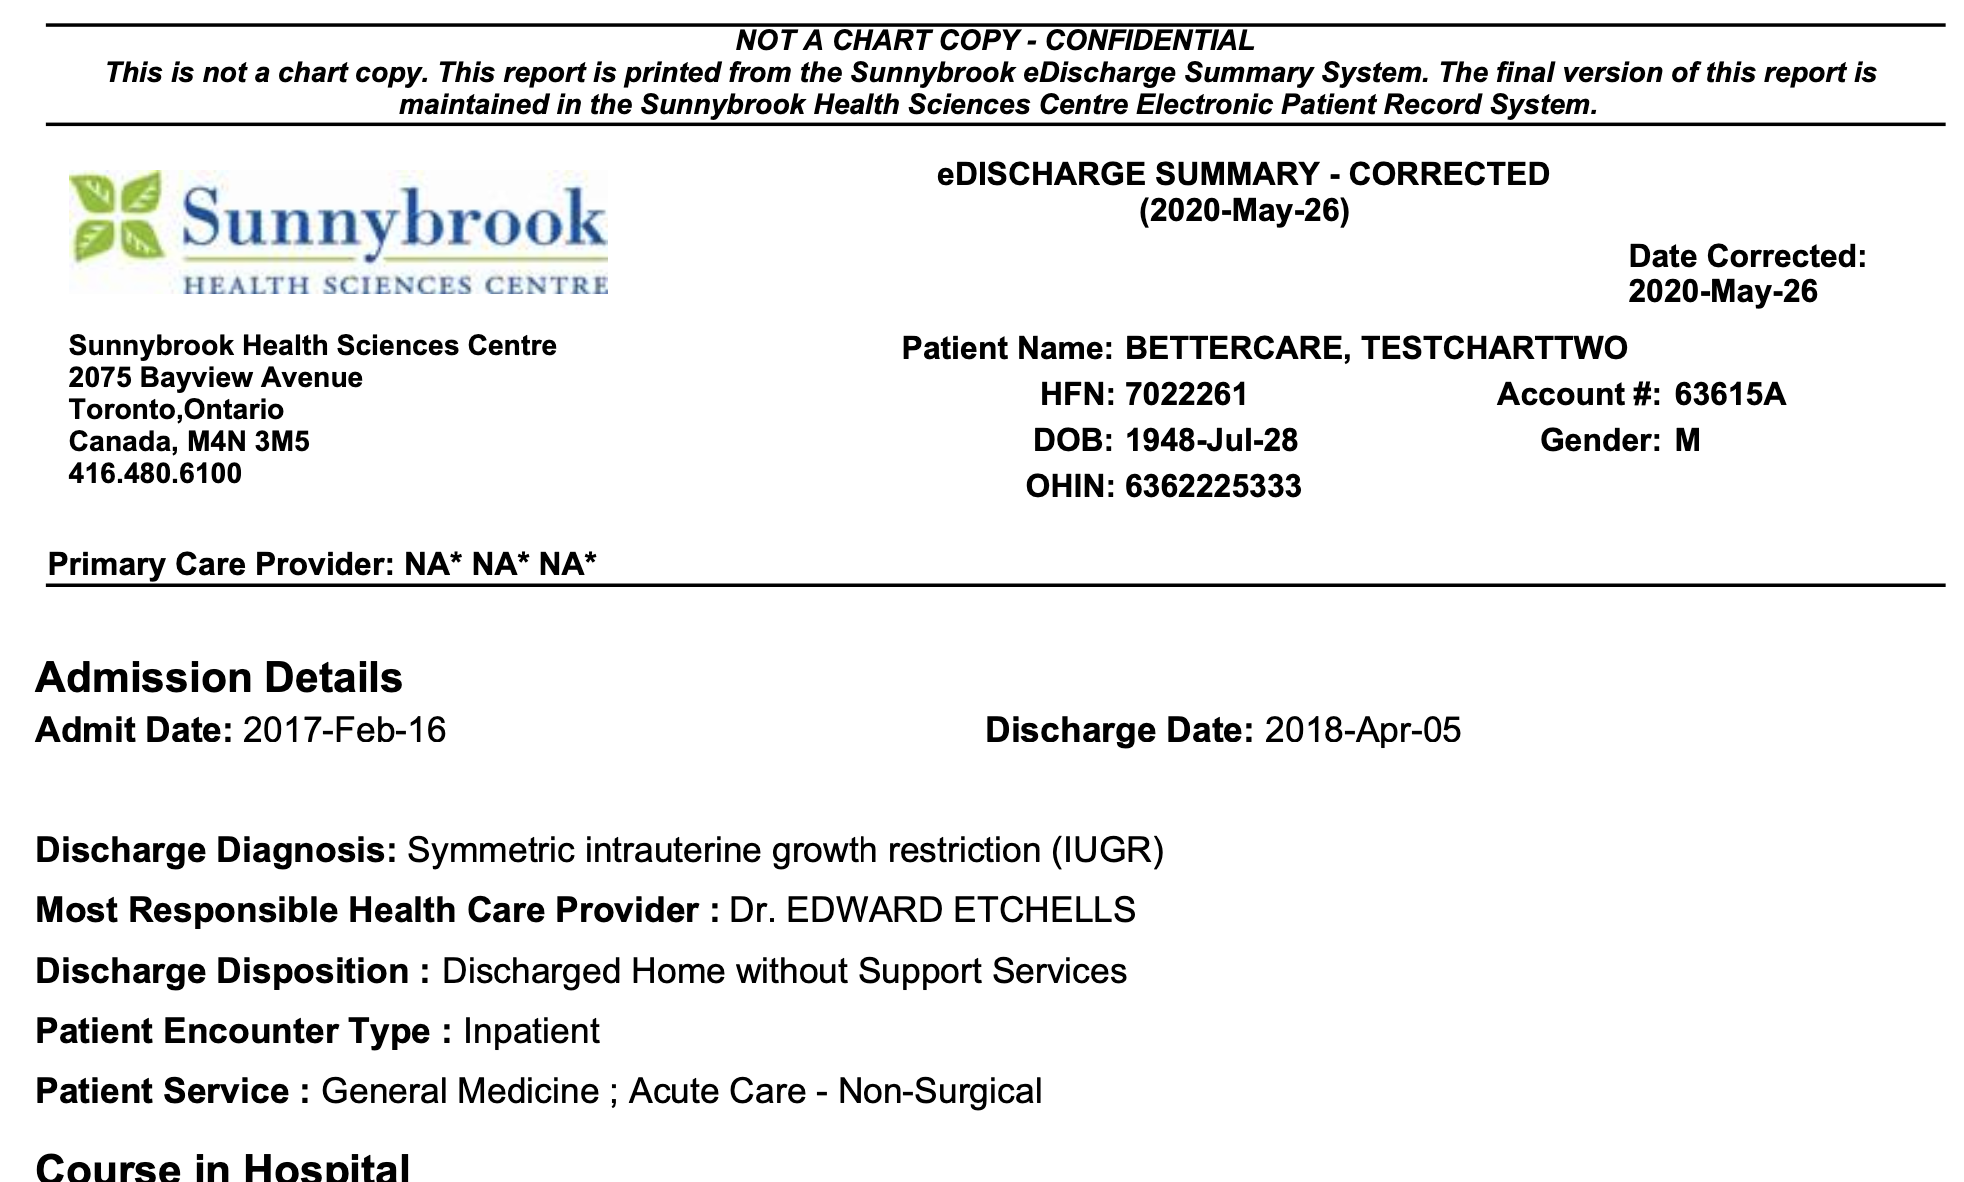 NOT A CHART COPY - CONFIDENTIAL
This is not a chart copy. This report is printed from the Sunnybrook eDischarge Summary System. The final version of this report is
maintained in the Sunnybrook Health Sciences Centre Electronic Patient Record System.
Sunnybrook
HEALTH SCIENCES CENTRE
eDISCHARGE SUMMARY - CORRECTED
(2020-May-26)
Date Corrected:
2020-May-26
Sunnybrook Health Sciences Centre
2075 Bayview Avenue
Toronto,Ontario
Canada, M4N 3M5
416.480.6100
Patient Name: BETTERCARE, TESTCHARTTWO
HFN: 7022261 Account #: 63615A
DOB: 1948-Jul-28 Gender: M
OHIN: 6362225333
Primary Care Provider: NA* NA* NA*
Admission Details
Admit Date: 2017-Feb-16 Discharge Date: 2018-Apr-05
Discharge Diagnosis: Symmetric intrauterine growth restriction (IUGR)
Most Responsible Health Care Provider : Dr. EDWARD ETCHELLS
Discharge Disposition : Discharged Home without Support Services
Patient Encounter Type : Inpatient
Patient Service : General Medicine ; Acute Care - Non-Surgical
Course in Hospital